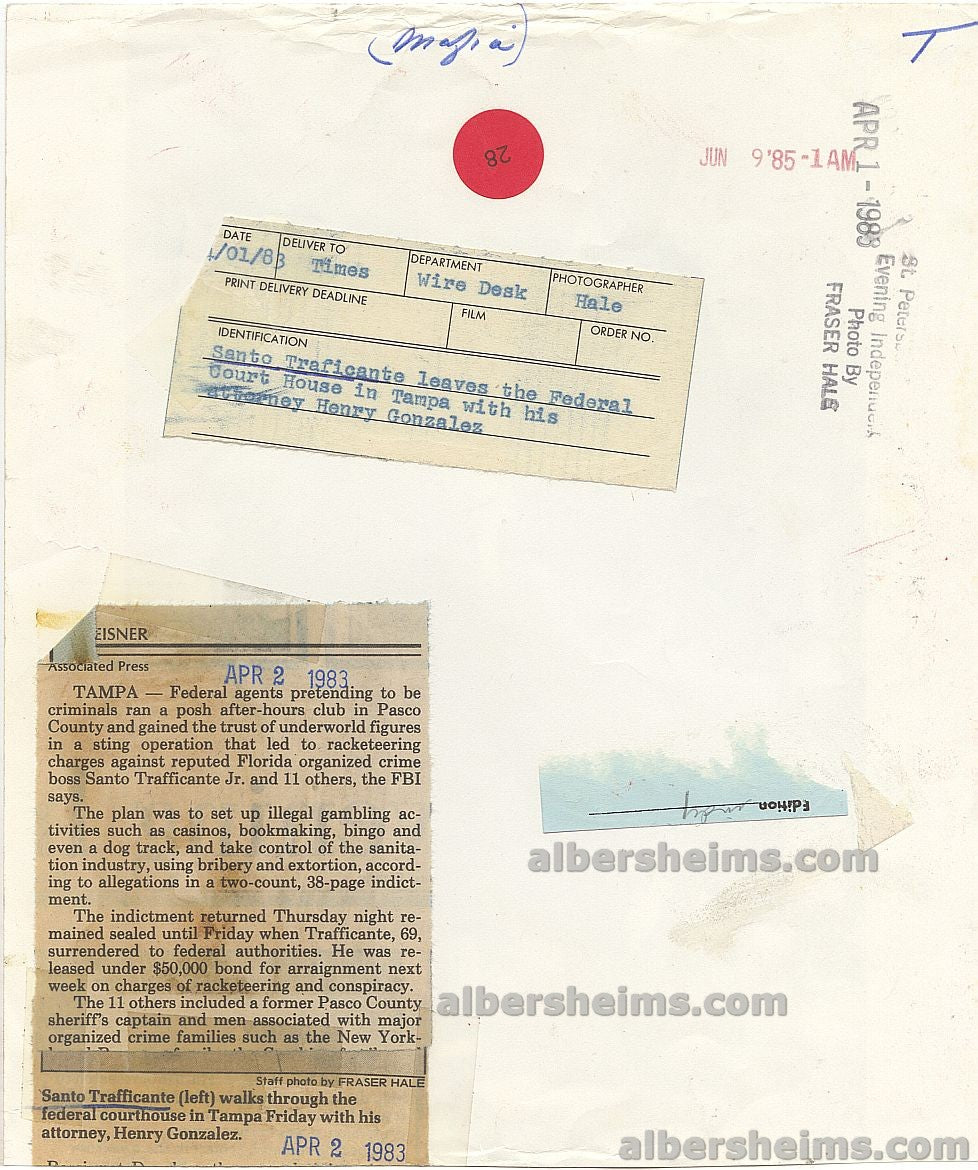 (Mafia)
T
28
JUN 9'85-1 AM
APR 1-1983
St. Petersb
Evening Independent
Photo By
FRASER HALE
DATE DELIVER TO DEPARTMENT PHOTOGRAPHER
4/01/83 Times Wire Desk Hale
PRINT DELIVERY DEADLINE FILM ORDER NO.
IDENTIFICATION
Santo Traficante leaves the Federal
Court House in Tampa with his
attorney Henry Gonzalez
EISNER
Associated Press
APR 2 1983
TAMPA — Federal agents pretending to be
criminals ran a posh after-hours club in Pasco
County and gained the trust of underworld figures
in a sting operation that led to racketeering
charges against reputed Florida organized crime
boss Santo Trafficante Jr. and 11 others, the FBI
says.
The plan was to set up illegal gambling ac-
tivities such as casinos, bookmaking, bingo and
even a dog track, and take control of the sanita-
tion industry, using bribery and extortion, accord-
ing to allegations in a two-count, 38-page indict-
ment.
The indictment returned Thursday night re-
mained sealed until Friday when Trafficante, 69,
surrendered to federal authorities. He was re-
leased under $50,000 bond for arraignment next
week on charges of racketeering and conspiracy.
The 11 others included a former Pasco County
sheriff's captain and men associated with major
organized crime families such as the New York-
Staff photo by FRASER HALE
Santo Trafficante (left) walks through the
federal courthouse in Tampa Friday with his
attorney, Henry Gonzalez.
APR 2 1983
Edition
albersheims.com
albersheims.com
albersheims.com